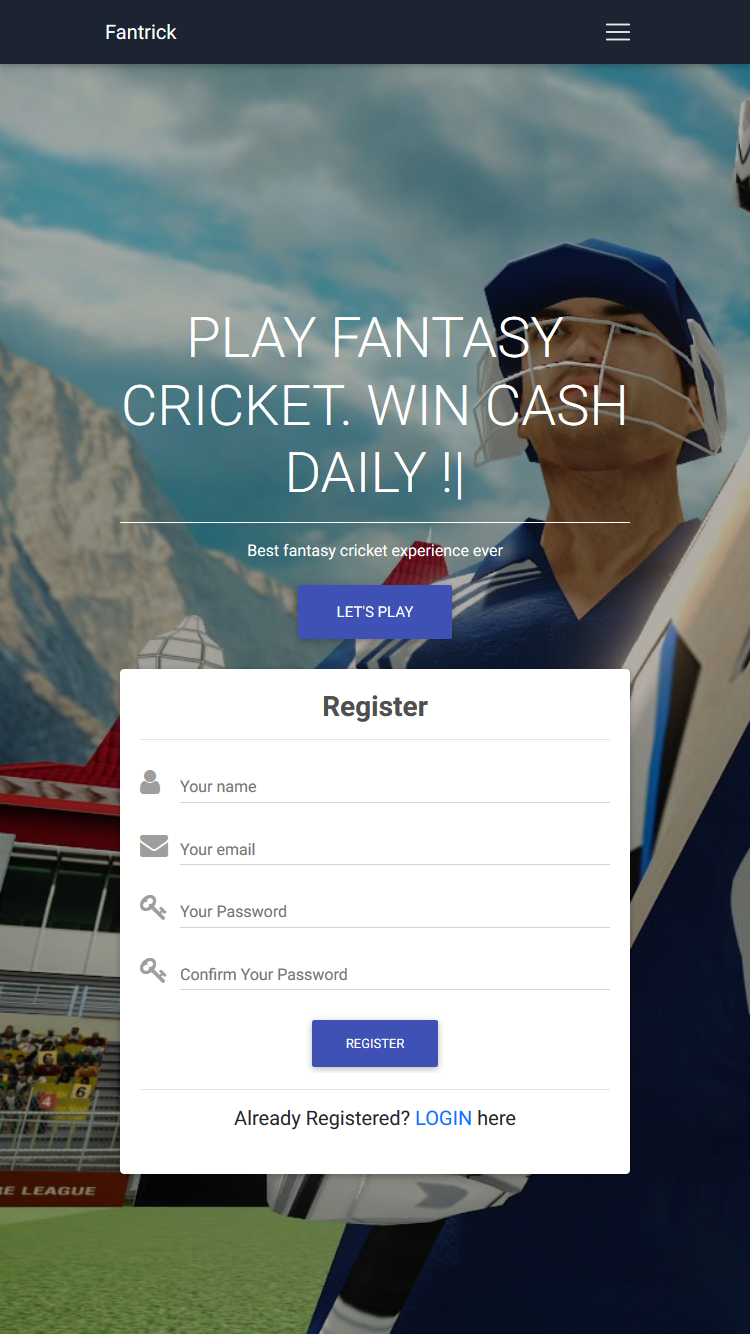 Fantrick
PLAY FANTASY
CRICKET. WIN CASH
DAILY !|
Best fantasy cricket experience ever
LET'S PLAY
Register
Your name
Your email
Your Password
Confirm Your Password
REGISTER
Already Registered? LOGIN here
6
4
RE LEAGUE